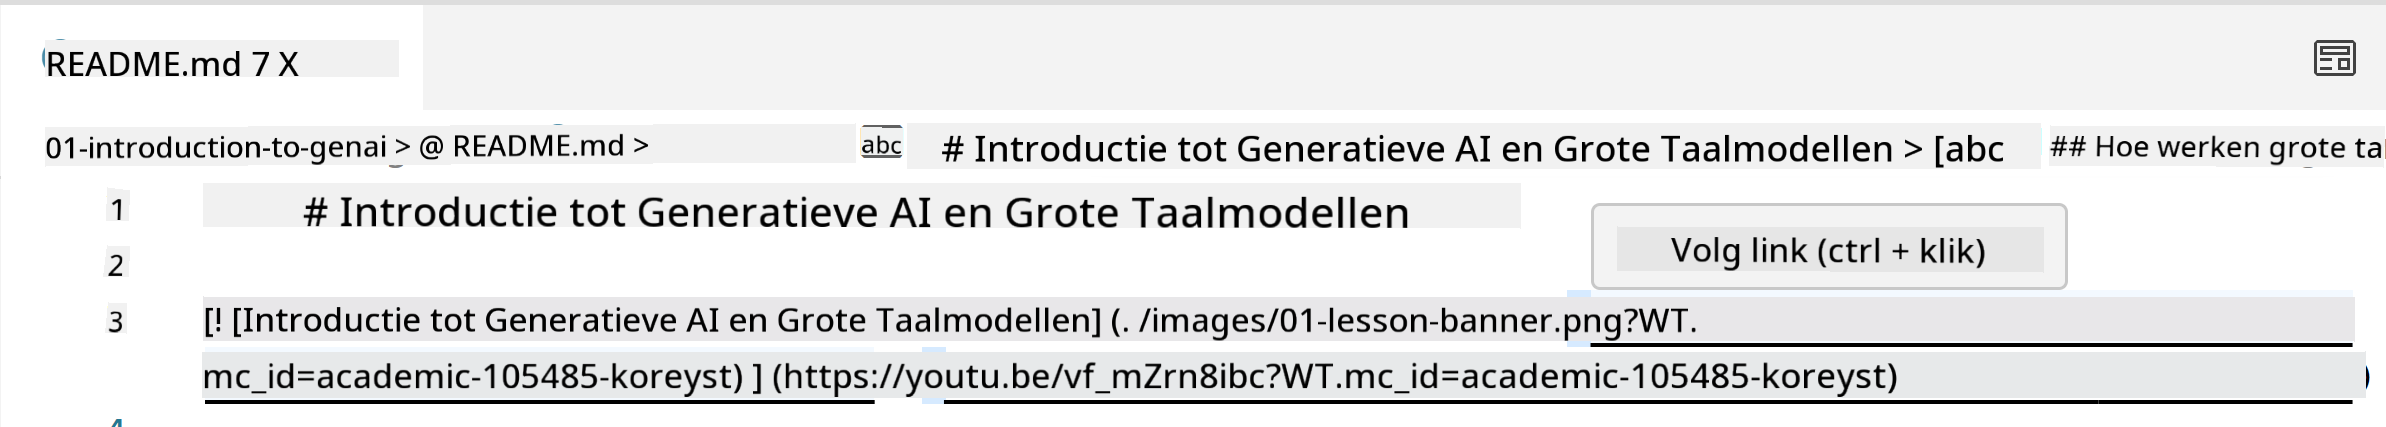 README.md 7 X
01-introduction-to-genai > @ README.md > abc # Introductie tot Generatieve AI en Grote Taalmodellen > [abc ## Hoe werken grote tal
1 # Introductie tot Generatieve AI en Grote Taalmodellen
Volg link (ctrl + klik)
2
3 [! [Introductie tot Generatieve AI en Grote Taalmodellen] (. /images/01-lesson-banner.png?WT.
mc_id=academic-105485-koreyst) ] (https://youtu.be/vf_mZrn8ibc?WT.mc_id=academic-105485-koreyst)
4